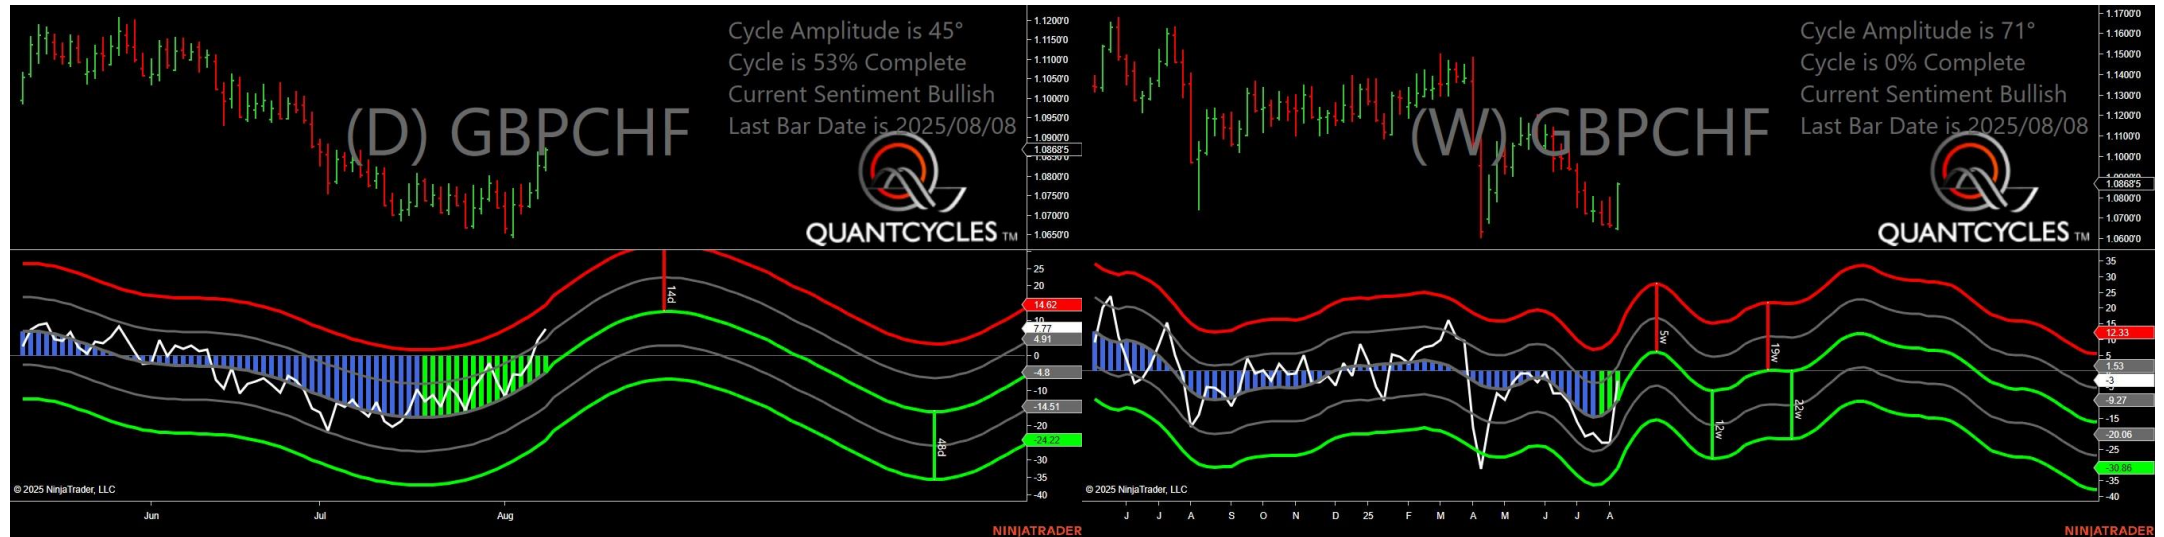 Cycle Amplitude is 45°
Cycle is 53% Complete
Current Sentiment Bullish
Last Bar Date is 2025/08/08
(D) GBPCHF
QUANTCYCLES TM
1.1200'0
1.1150'0
1.1100'0
1.1050'0
1.1000'0
1.0950'0
1.0900'0
1.0868'5
1.0850'0
1.0800'0
1.0750'0
1.0700'0
1.0650'0
14d
48d
25
20
14.62
10
7.77
4.91
0
-4.8
-10
-14.51
-20
-24.22
-30
-35
-40
© 2025 NinjaTrader, LLC
Jun
Jul
Aug
NINJATRADER
Cycle Amplitude is 71°
Cycle is 0% Complete
Current Sentiment Bullish
Last Bar Date is 2025/08/08
(W) GBPCHF
QUANTCYCLES TM
1.1700'0
1.1600'0
1.1500'0
1.1400'0
1.1300'0
1.1200'0
1.1100'0
1.1000'0
1.0868'5
1.0800'0
1.0700'0
1.0600'0
5w
12w
19w
22w
35
30
25
20
15
12.33
5
1.53
-3
-9.27
-15
-20.06
-25
-30.86
-35
-40
© 2025 NinjaTrader, LLC
J
J
A
S
O
N
D
25
F
M
A
M
J
J
A
NINJATRADER